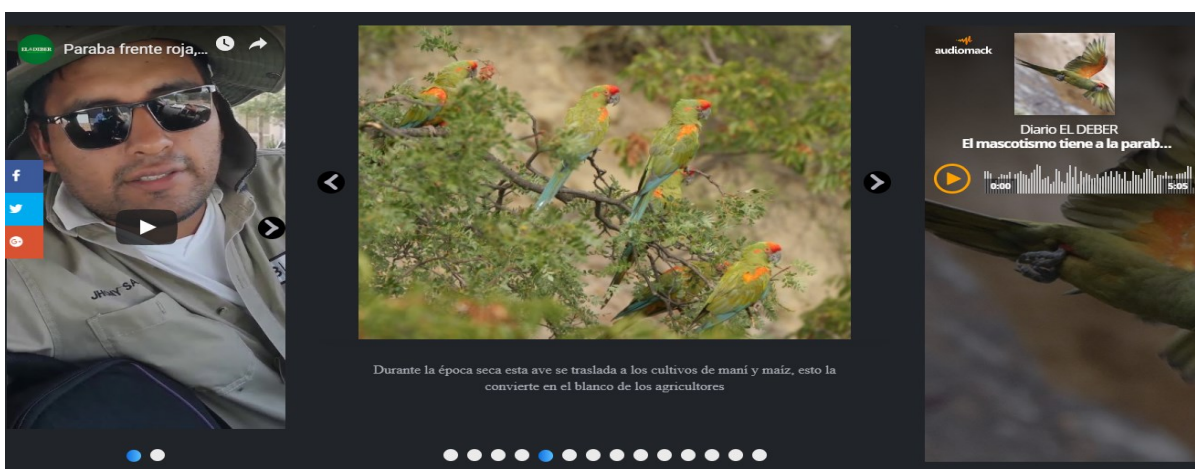 EL DEBER
Paraba frente roja,...
Durante la época seca esta ave se traslada a los cultivos de maní y maíz, esto la
convierte en el blanco de los agricultores
audiomack
Diario EL DEBER
El mascotismo tiene a la parab...
0:00
5:05